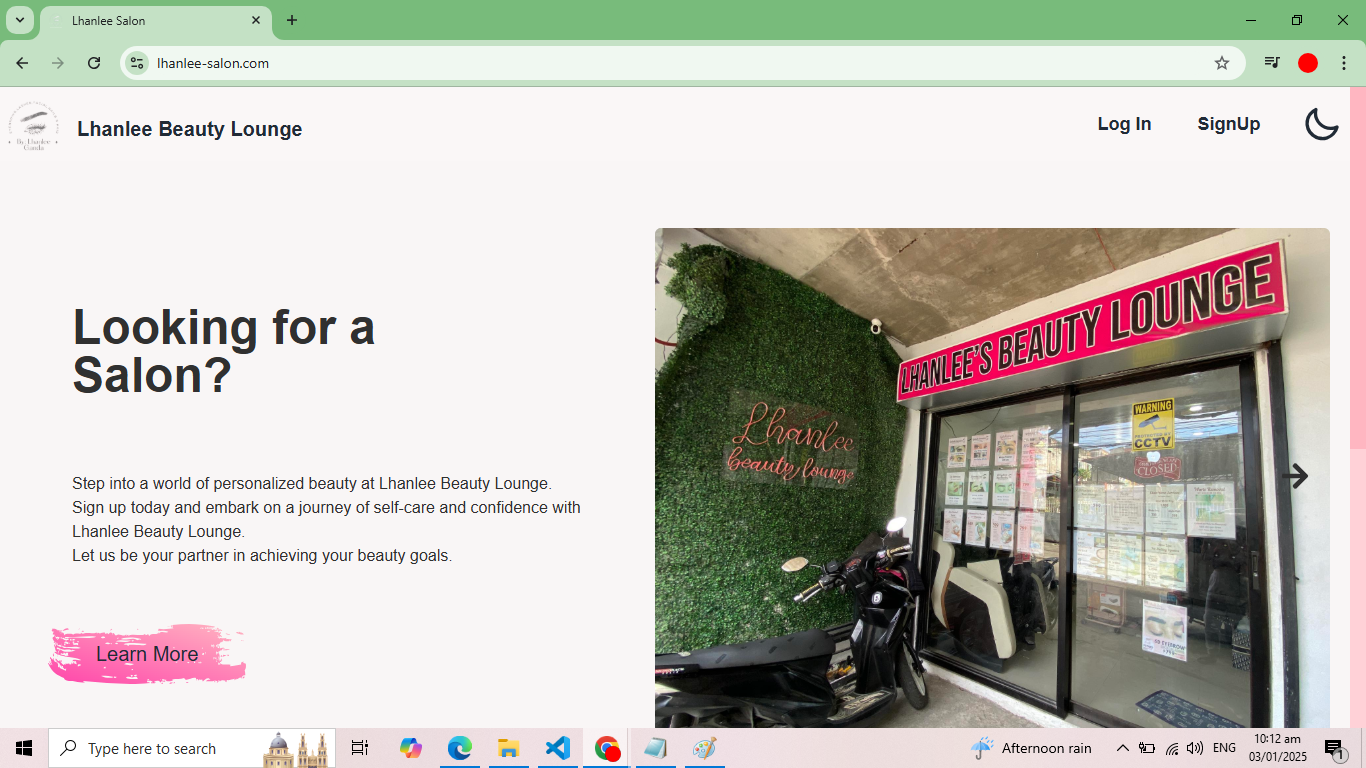 Lhanlee Salon
lhanlee-salon.com
By Lhanlee
Lhanlee Beauty Lounge
Log In
SignUp
Looking for a
Salon?
Step into a world of personalized beauty at Lhanlee Beauty Lounge.
Sign up today and embark on a journey of self-care and confidence with
Lhanlee Beauty Lounge.
Let us be your partner in achieving your beauty goals.
Learn More
LHANLEE'S BEAUTY LOUNGE
Lhanlee
beauty lounge
WARNING
PROTECTED BY
CCTV
CLOSED
EYEBROW
Type here to search
Afternoon rain
ENG
10:12 am
03/01/2025
1